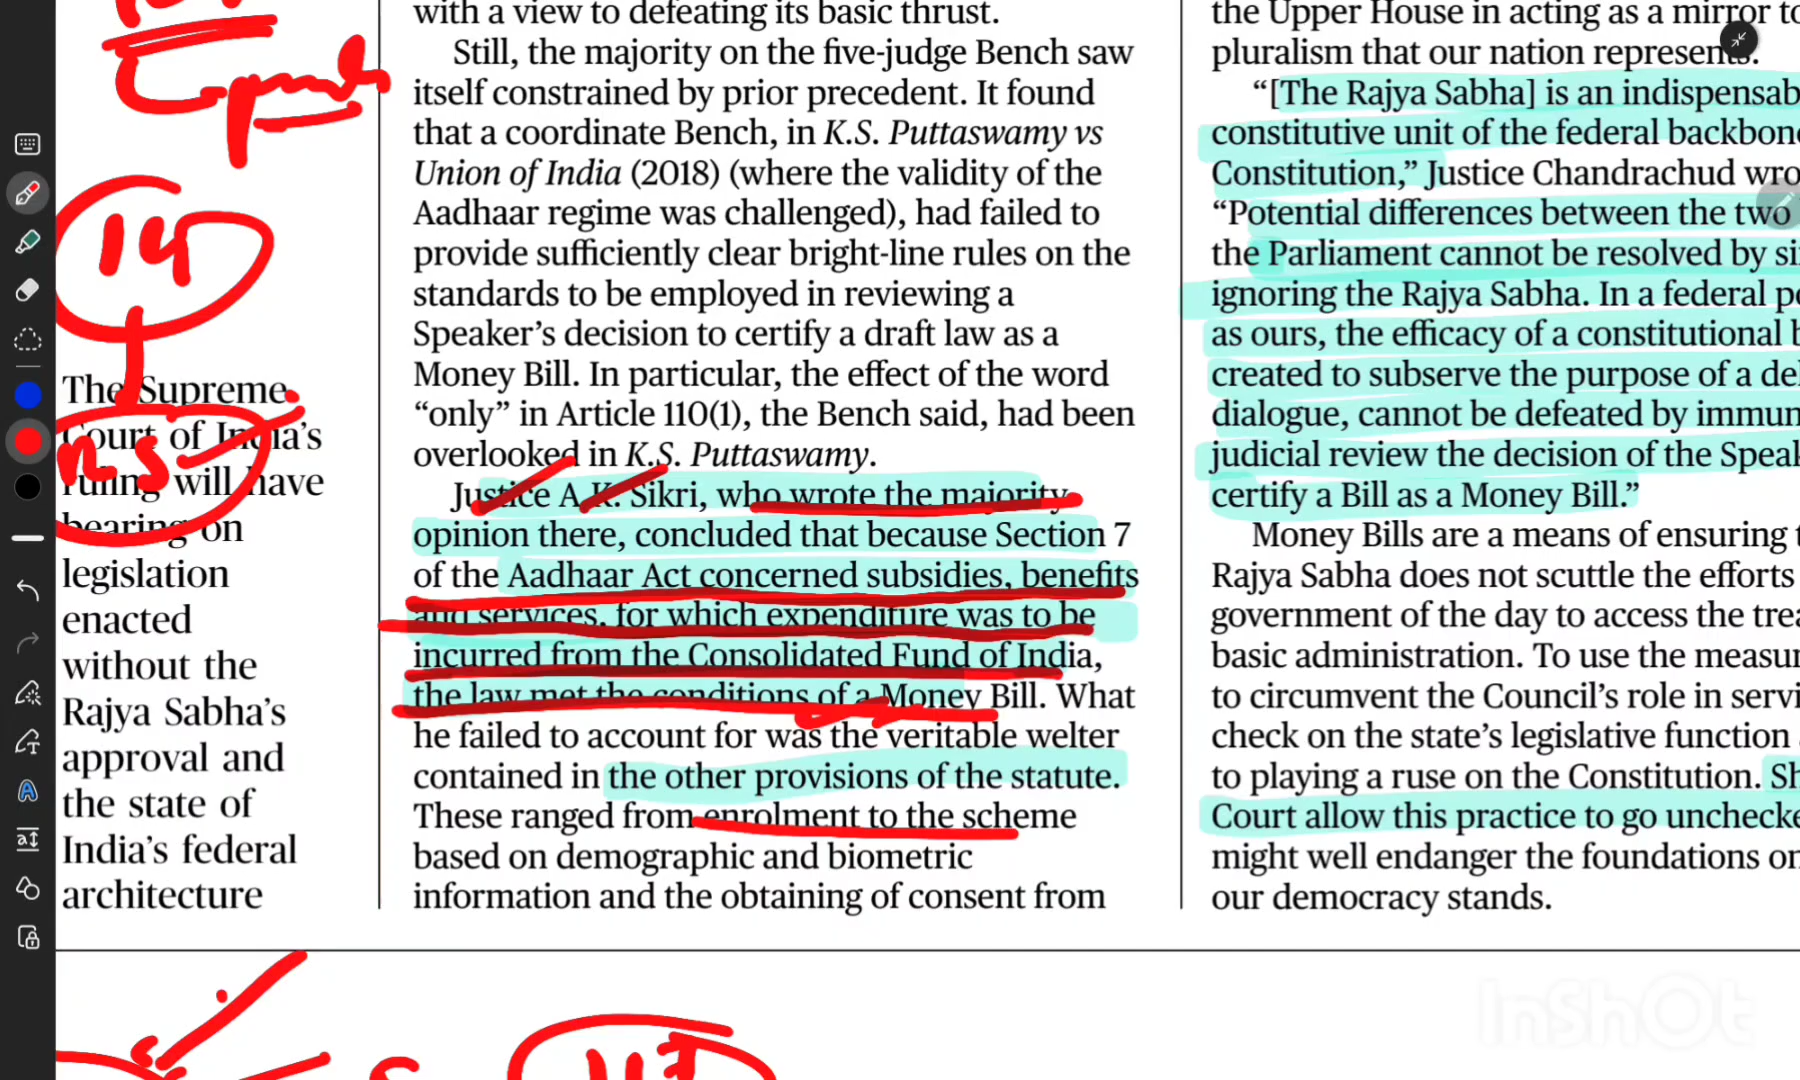 14
The Supreme
Court of India's
ruling will have
bearing on
legislation
enacted
without the
Rajya Sabha's
approval and
the state of
India's federal
architecture
with a view to defeating its basic thrust.
Still, the majority on the five-judge Bench saw
itself constrained by prior precedent. It found
that a coordinate Bench, in K.S. Puttaswamy vs
Union of India (2018) (where the validity of the
Aadhaar regime was challenged), had failed to
provide sufficiently clear bright-line rules on the
standards to be employed in reviewing a
Speaker's decision to certify a draft law as a
Money Bill. In particular, the effect of the word
“only” in Article 110(1), the Bench said, had been
overlooked in K.S. Puttaswamy.
Justice A.K. Sikri, who wrote the majority
opinion there, concluded that because Section 7
of the Aadhaar Act concerned subsidies, benefits
and services, for which expenditure was to be
incurred from the Consolidated Fund of India,
the law met the conditions of a Money Bill. What
he failed to account for was the veritable welter
contained in the other provisions of the statute.
These ranged from enrolment to the scheme
based on demographic and biometric
information and the obtaining of consent from
the Upper House in acting as a mirror to
pluralism that our nation represents.
“[The Rajya Sabha] is an indispensab
constitutive unit of the federal backbon
Constitution,” Justice Chandrachud wro
“Potential differences between the two
the Parliament cannot be resolved by si
ignoring the Rajya Sabha. In a federal p
as ours, the efficacy of a constitutional b
created to subserve the purpose of a de
dialogue, cannot be defeated by immun
judicial review the decision of the Speak
certify a Bill as a Money Bill.”
Money Bills are a means of ensuring t
Rajya Sabha does not scuttle the efforts
government of the day to access the trea
basic administration. To use the measu
to circumvent the Council's role in servi
check on the state's legislative function
to playing a ruse on the Constitution. Sh
Court allow this practice to go unchecke
might well endanger the foundations on
our democracy stands.
InShOt